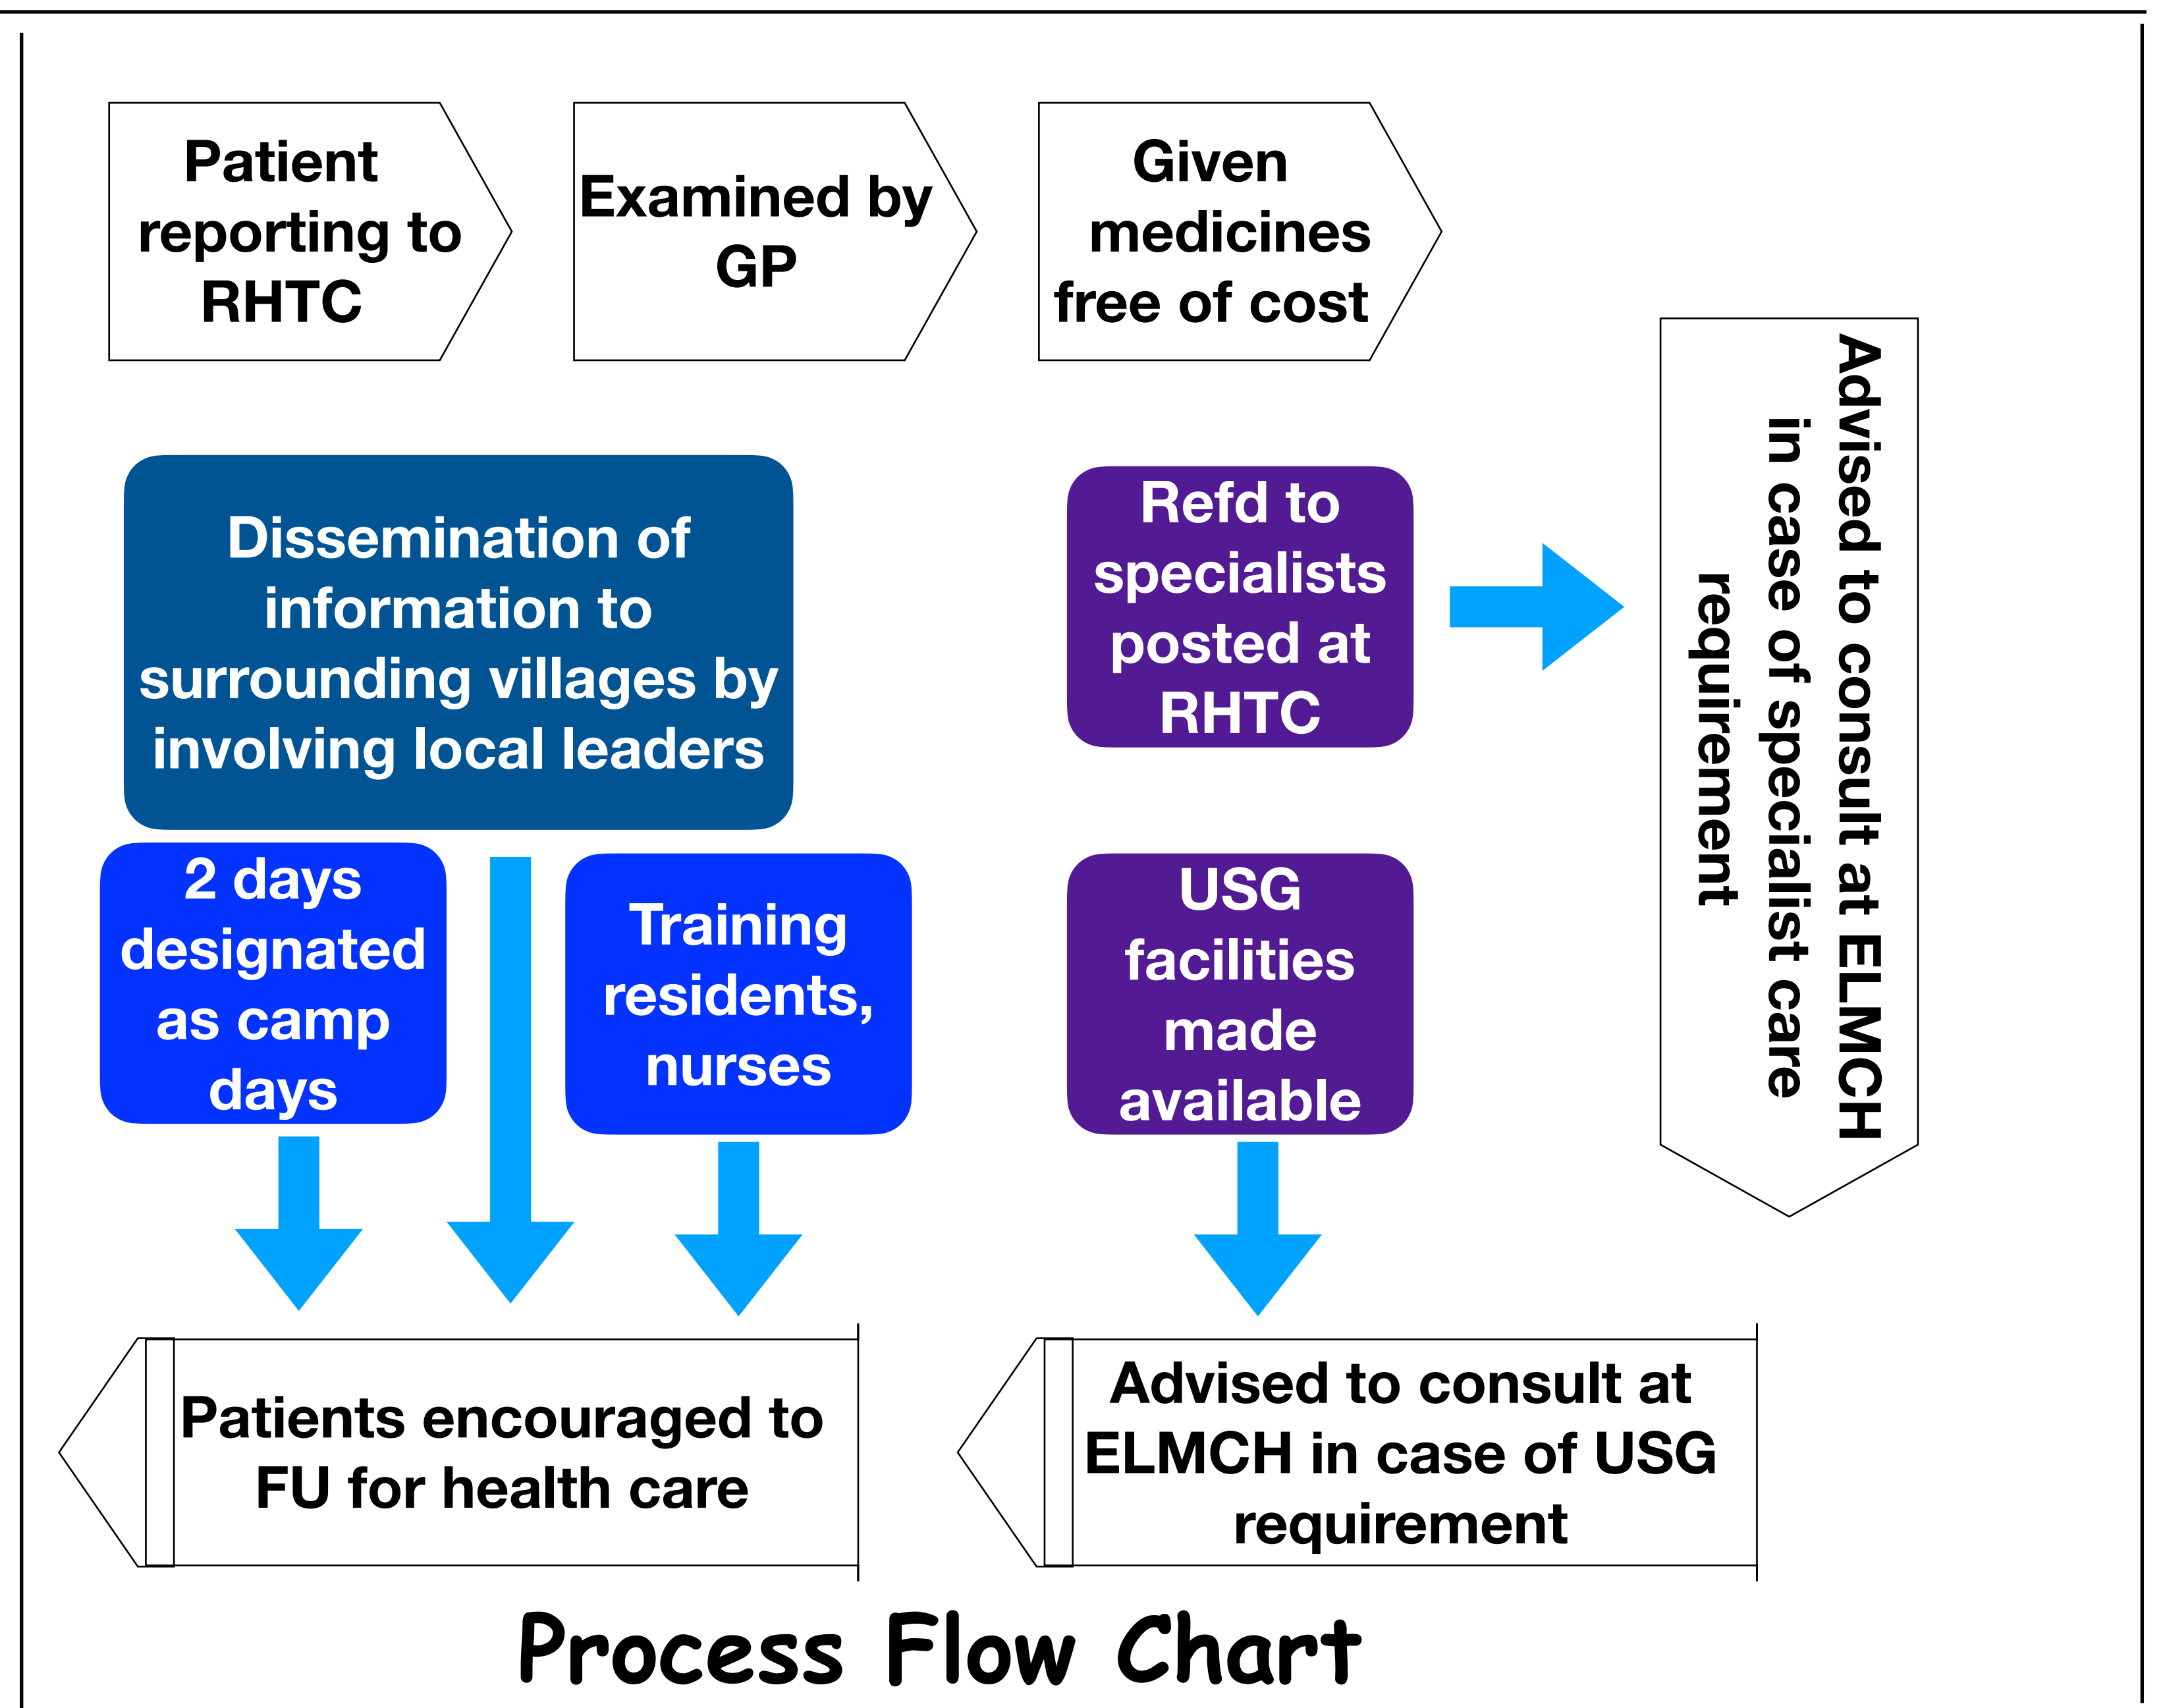 Patient
reporting to
RHTC
Examined by
GP
Given
medicines
free of cost
Advised to consult at ELMCH
in case of specialist care
requirement
Dissemination of
information to
surrounding villages by
involving local leaders
Refd to
specialists
posted at
RHTC
2 days
designated
as camp
days
Training
residents,
nurses
USG
facilities
made
available
Patients encouraged to
FU for health care
Advised to consult at
ELMCH in case of USG
requirement
Process Flow Chart